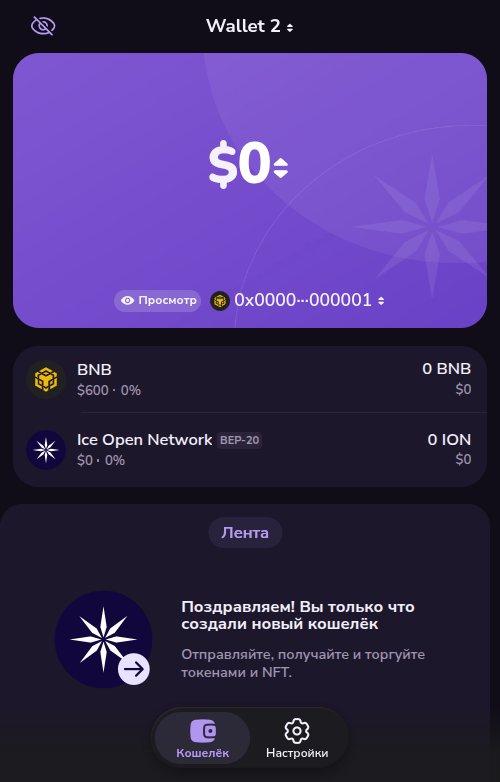 Wallet 2
$0
Просмотр 0x0000···000001
BNB 0 BNB
$600 · 0% $0
Ice Open Network BEP-20 0 ION
$0 · 0% $0
Лента
Поздравляем! Вы только что
создали новый кошелёк
Отправляйте, получайте и торгуйте
токенами и NFT.
Кошелёк Настройки